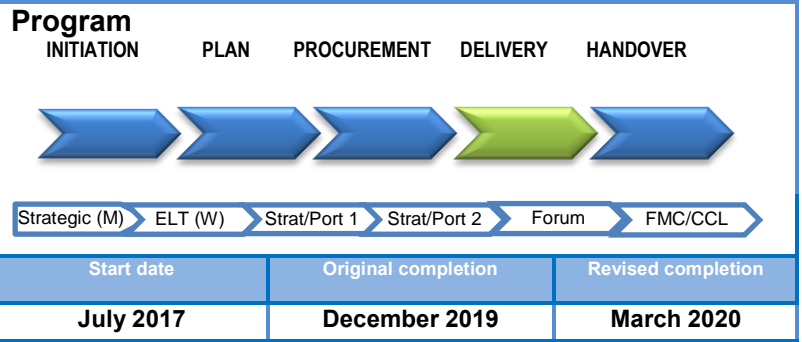 Program
INITIATION PLAN PROCUREMENT DELIVERY HANDOVER
Strategic (M) ELT (W) Strat/Port 1 Strat/Port 2 Forum FMC/CCL
Start date Original completion Revised completion
July 2017 December 2019 March 2020